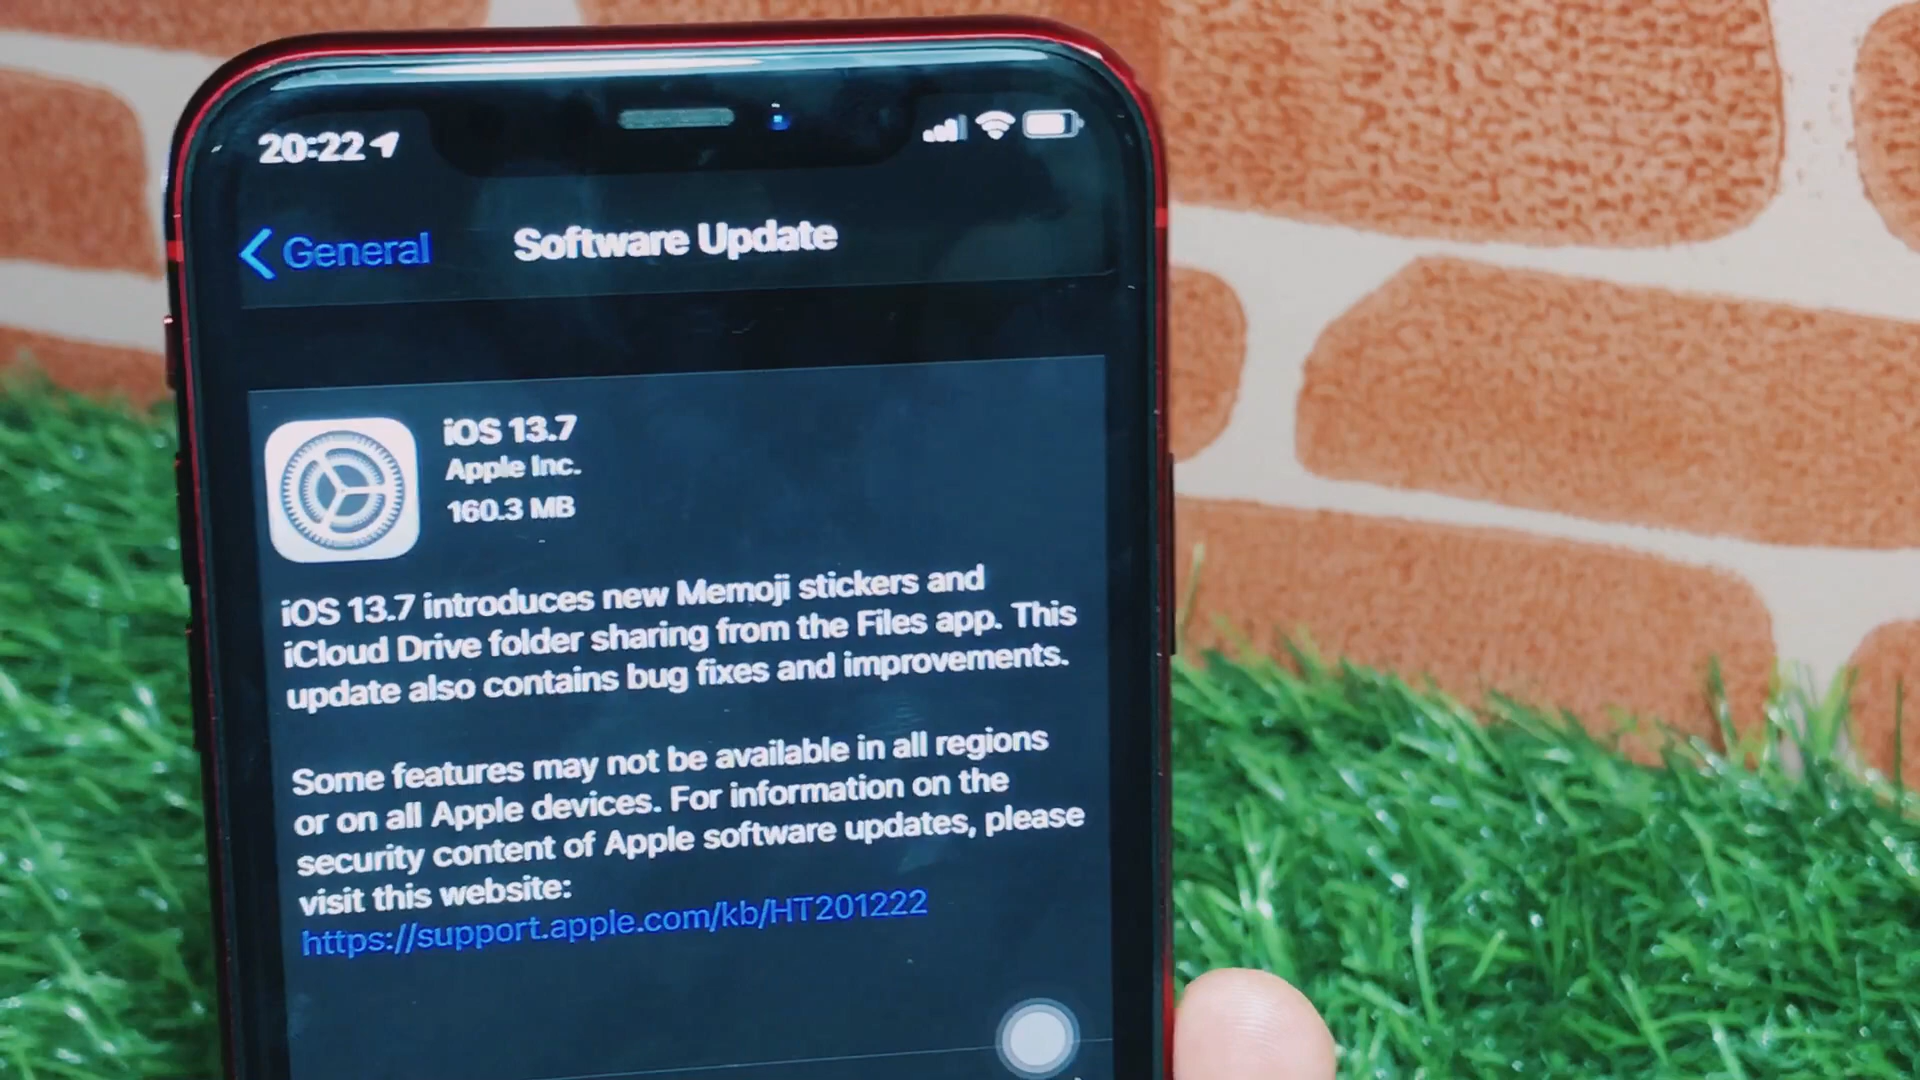 20:22
General
Software Update
iOS 13.7
Apple Inc.
160.3 MB
iOS 13.7 introduces new Memoji stickers and
iCloud Drive folder sharing from the Files app. This
update also contains bug fixes and improvements.
Some features may not be available in all regions
or on all Apple devices. For information on the
security content of Apple software updates, please
visit this website:
https://support.apple.com/kb/HT201222